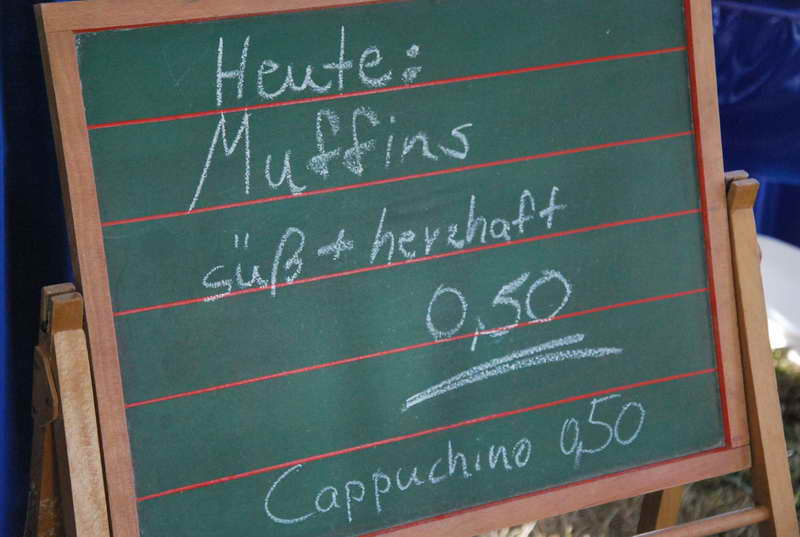 Heute:
Muffins
süß + herzhaft
0,50
Cappuchino 0,50